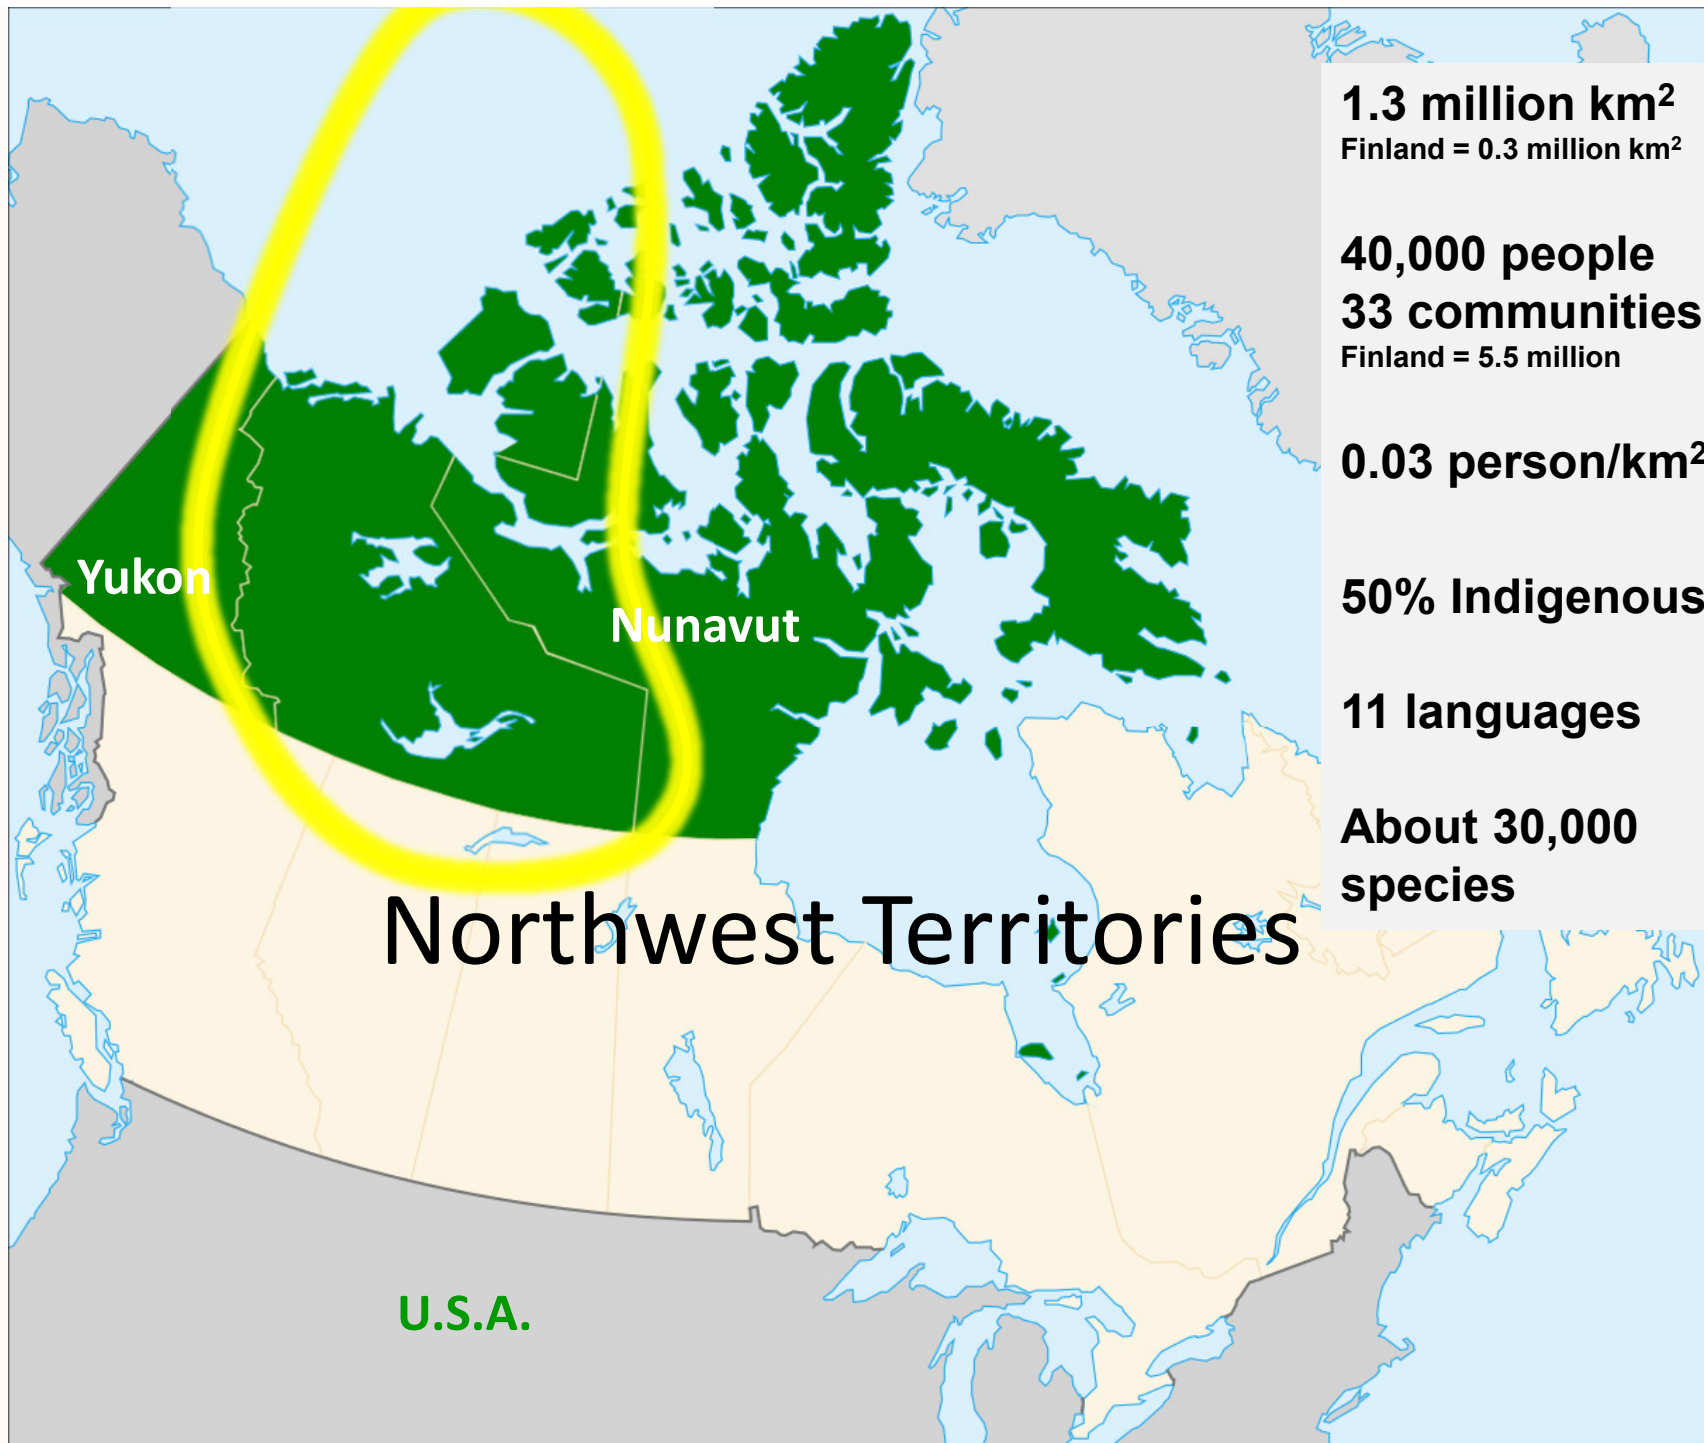 1.3 million km²
Finland = 0.3 million km²
40,000 people
33 communities
Finland = 5.5 million
0.03 person/km²
50% Indigenous
11 languages
About 30,000
species
Yukon
Nunavut
Northwest Territories
U.S.A.